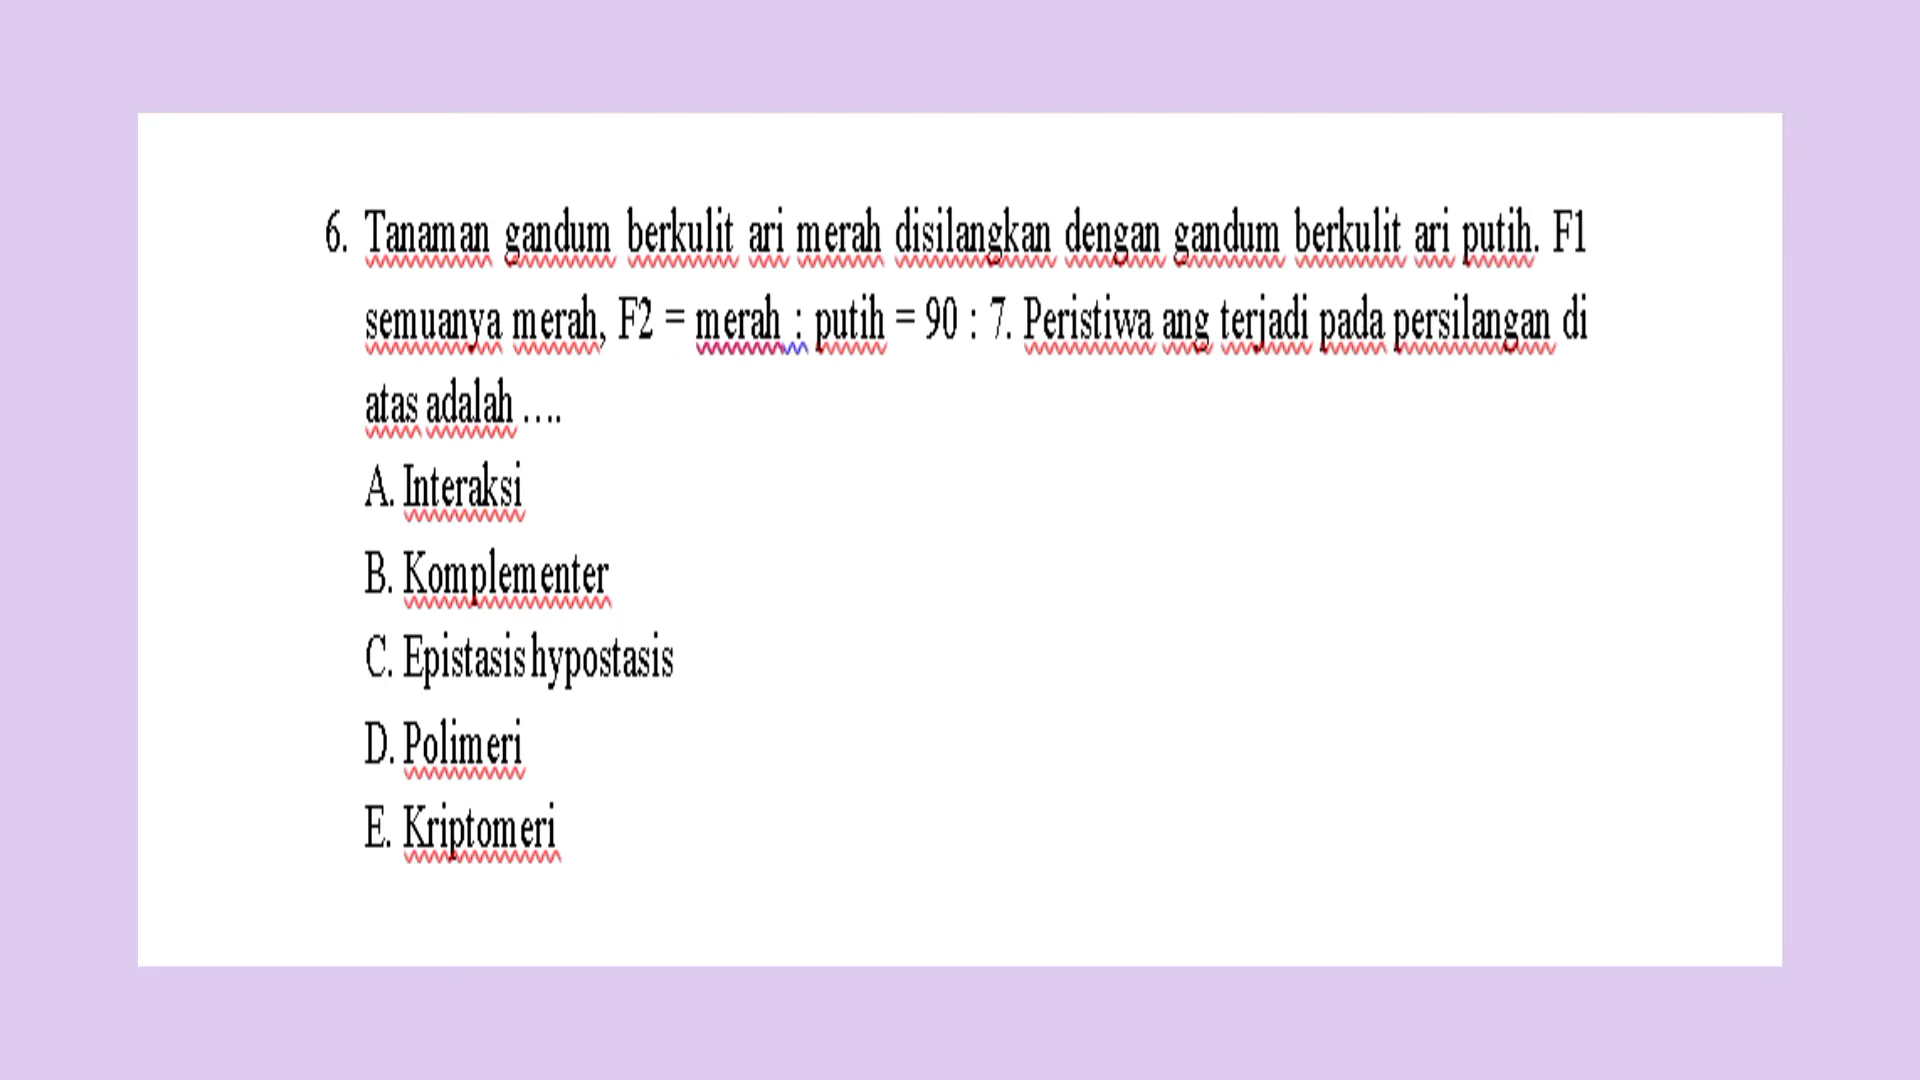 6. Tanaman gandum berkulit ari merah disilangkan dengan gandum berkulit ari putih. F1
semuanya merah, F2 = merah : putih = 90 : 7. Peristiwa ang terjadi pada persilangan di
atas adalah ....
A. Interaksi
B. Komplementer
C. Epistasis hypostasis
D. Polimeri
E. Kriptomeri